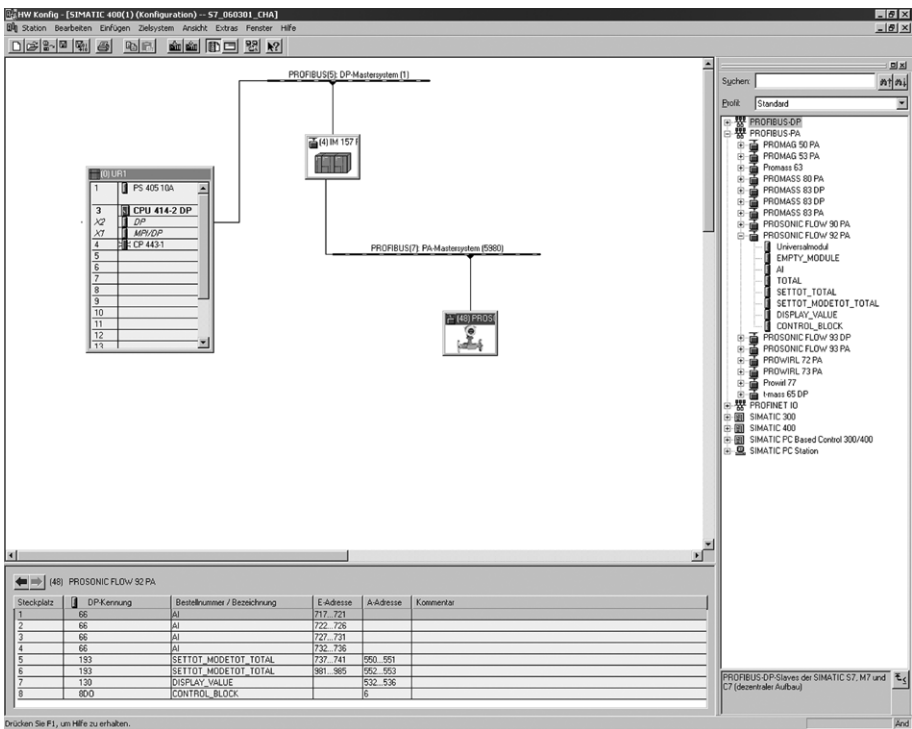 HW Konfig - [SIMATIC 400(1) (Konfiguration) -- S7_060301_CHA]
Station Bearbeiten Einfügen Zielsystem Ansicht Extras Fenster Hilfe
PROFIBUS(5): DP-Mastersystem (1)
(4) IM 157
(0) UR1
1 PS 405 10A
3 CPU 414-2 DP
X2 DP
X1 MPI/DP
4 CP 443-1
5
6
7
8
9
10
11
12
13
PROFIBUS(7): PA-Mastersystem (5980)
(48) PROSO
Suchen:
Profil: Standard
PROFIBUS-DP
PROFIBUS-PA
PROMAG 50 PA
PROMAG 53 PA
Promass 63
PROMASS 80 PA
PROMASS 83 DP
PROMASS 83 DP
PROMASS 83 PA
PROSONIC FLOW 90 PA
PROSONIC FLOW 92 PA
Universalmodul
EMPTY_MODULE
AI
TOTAL
SETTOT_TOTAL
SETTOT_MODETOT_TOTAL
DISPLAY_VALUE
CONTROL_BLOCK
PROSONIC FLOW 93 DP
PROSONIC FLOW 93 PA
PROWIRL 72 PA
PROWIRL 73 PA
Prowirl 77
t-mass 65 DP
PROFINET IO
SIMATIC 300
SIMATIC 400
SIMATIC PC Based Control 300/400
SIMATIC PC Station
(48) PROSONIC FLOW 92 PA
Steckplatz DP-Kennung Bestellnummer / Bezeichnung E-Adresse A-Adresse Kommentar
1 66 AI 717...721
2 66 AI 722...726
3 66 AI 727...731
4 66 AI 732...736
5 193 SETTOT_MODETOT_TOTAL 737...741 550...551
6 193 SETTOT_MODETOT_TOTAL 981...985 552...553
7 130 DISPLAY_VALUE 532...536
8 8DO CONTROL_BLOCK 6
PROFIBUS-DP-Slaves der SIMATIC S7, M7 und
C7 (dezentraler Aufbau)
Drücken Sie F1, um Hilfe zu erhalten.
Änd